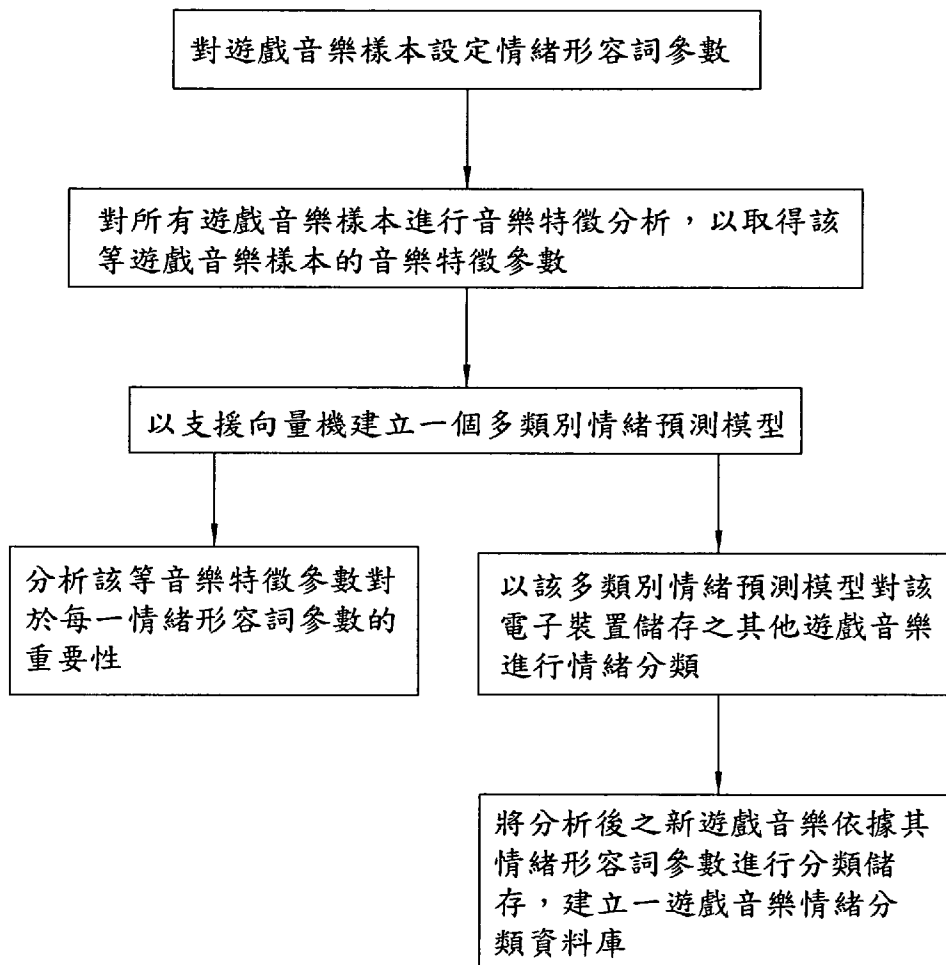 對遊戲音樂樣本設定情緒形容詞參數
對所有遊戲音樂樣本進行音樂特徵分析，以取得該
等遊戲音樂樣本的音樂特徵參數
以支援向量機建立一個多類別情緒預測模型
分析該等音樂特徵參數對
於每一情緒形容詞參數的
重要性
以該多類別情緒預測模型對該
電子裝置儲存之其他遊戲音樂
進行情緒分類
將分析後之新遊戲音樂依據其
情緒形容詞參數進行分類儲
存，建立一遊戲音樂情緒分
類資料庫